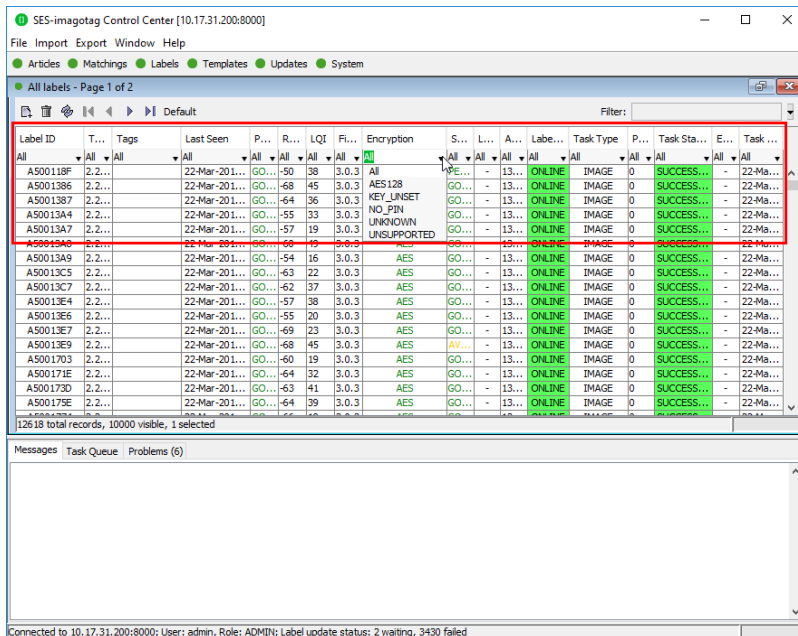 SES-imagotag Control Center [10.17.31.200:8000]
File Import Export Window Help
Articles Matchings Labels Templates Updates System
All labels - Page 1 of 2
Default Filter:
Label ID T... Tags Last Seen P... R... LQI Fi... Encryption S... L... A... Labe... Task Type P... Task Sta... E... Task ...
All All All All All All All All All All All All All All All All All All
A500118F 2.2... 22-Mar-201... GO... -50 38 3.0.3 All PE... - 13... ONLINE IMAGE 0 SUCCESS... - 22-Ma...
A5001386 2.2... 22-Mar-201... GO... -68 45 3.0.3 AES128 GO... - 13... ONLINE IMAGE 0 SUCCESS... - 22-Ma...
A5001387 2.2... 22-Mar-201... GO... -64 36 3.0.3 KEY_UNSET GO... - 13... ONLINE IMAGE 0 SUCCESS... - 22-Ma...
A50013A4 2.2... 22-Mar-201... GO... -55 33 3.0.3 NO_PIN GO... - 13... ONLINE IMAGE 0 SUCCESS... - 22-Ma...
A50013A7 2.2... 22-Mar-201... GO... -57 19 3.0.3 UNKNOWN GO... - 13... ONLINE IMAGE 0 SUCCESS... - 22-Ma...
UNSUPPORTED
2.2... 22-Mar-201... GO... 3.0.3 AES GO... - 13... ONLINE IMAGE 0 SUCCESS... - 22-Ma...
A50013A9 2.2... 22-Mar-201... GO... -54 16 3.0.3 AES GO... - 13... ONLINE IMAGE 0 SUCCESS... - 22-Ma...
A50013C5 2.2... 22-Mar-201... GO... -63 22 3.0.3 AES GO... - 13... ONLINE IMAGE 0 SUCCESS... - 22-Ma...
A50013C7 2.2... 22-Mar-201... GO... -62 37 3.0.3 AES GO... - 13... ONLINE IMAGE 0 SUCCESS... - 22-Ma...
A50013E4 2.2... 22-Mar-201... GO... -57 38 3.0.3 AES GO... - 13... ONLINE IMAGE 0 SUCCESS... - 22-Ma...
A50013E6 2.2... 22-Mar-201... GO... -55 20 3.0.3 AES GO... - 13... ONLINE IMAGE 0 SUCCESS... - 22-Ma...
A50013E7 2.2... 22-Mar-201... GO... -69 23 3.0.3 AES GO... - 13... ONLINE IMAGE 0 SUCCESS... - 22-Ma...
A50013E9 2.2... 22-Mar-201... GO... -68 45 3.0.3 AES AV... - 13... ONLINE IMAGE 0 SUCCESS... - 22-Ma...
A5001703 2.2... 22-Mar-201... GO... -60 19 3.0.3 AES GO... - 13... ONLINE IMAGE 0 SUCCESS... - 22-Ma...
A500171E 2.2... 22-Mar-201... GO... -64 32 3.0.3 AES GO... - 13... ONLINE IMAGE 0 SUCCESS... - 22-Ma...
A500173D 2.2... 22-Mar-201... GO... -63 41 3.0.3 AES GO... - 13... ONLINE IMAGE 0 SUCCESS... - 22-Ma...
A500175E 2.2... 22-Mar-201... GO... -64 39 3.0.3 AES GO... - 13... ONLINE IMAGE 0 SUCCESS... - 22-Ma...
12618 total records, 10000 visible, 1 selected
Messages Task Queue Problems (6)
Connected to 10.17.31.200:8000; User: admin, Role: ADMIN; Label update status: 2 waiting, 3430 failed